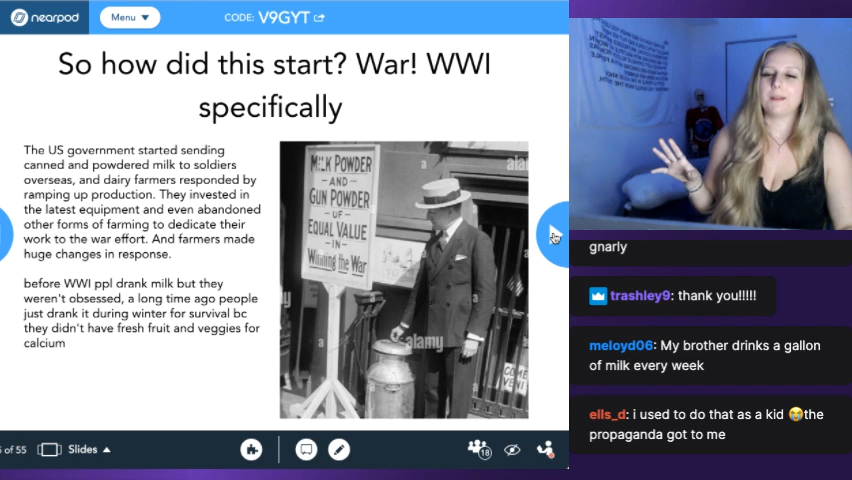 nearpod
Menu
CODE: V9GYT
So how did this start? War! WWI
specifically
The US government started sending
canned and powdered milk to soldiers
overseas, and dairy farmers responded by
ramping up production. They invested in
the latest equipment and even abandoned
other forms of farming to dedicate their
work to the war effort. And farmers made
huge changes in response.
before WWI ppl drank milk but they
weren't obsessed, a long time ago people
just drank it during winter for survival bc
they didn't have fresh fruit and veggies for
calcium
MILK POWDER
AND
GUN POWDER
OF
EQUAL VALUE
IN
Winning the War
alamy
of 55
Slides
18
gnarly
trashley9: thank you!!!!!
meloyd06: My brother drinks a gallon
of milk every week
ells_d: i used to do that as a kid 😭the
propaganda got to me